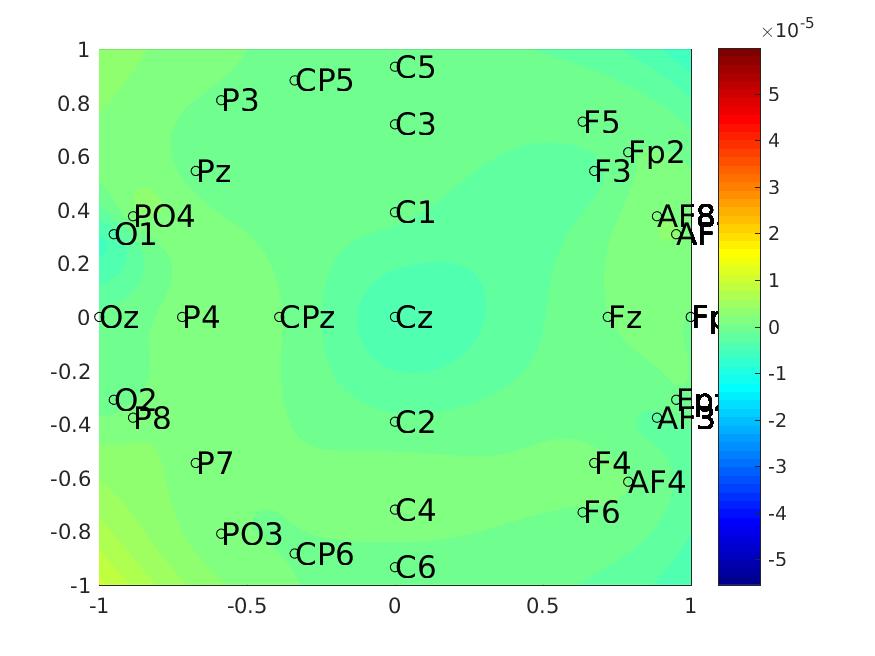 ×10-5
1 C5
CP5
P3 0.8
C3 F5
Fp2
0.6 Pz F3
0.4 PO4 C1 AF8
O1 AF
0.2
0 Oz P4 CPz Cz Fz Fp
-0.2
O2
-0.4 P8 C2 AF3
P7 F4
-0.6 AF4
C4 F6
-0.8 PO3
CP6
C6
-1
-1 -0.5 0 0.5 1
5
4
3
2
1
0
-1
-2
-3
-4
-5